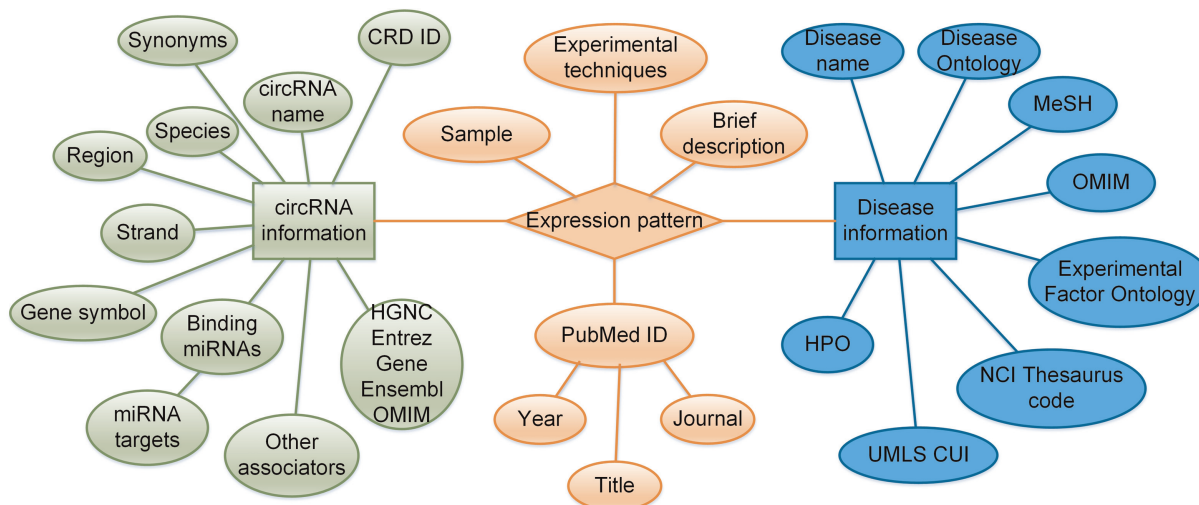 Synonyms
CRD ID
circRNA
name
Species
Region
Strand
Gene symbol
circRNA
information
Binding
miRNAs
miRNA
targets
Other
associators
HGNC
Entrez
Gene
Ensembl
OMIM
Experimental
techniques
Sample
Brief
description
Expression pattern
PubMed ID
Year
Journal
Title
Disease
name
Disease
Ontology
MeSH
OMIM
Disease
information
Experimental
Factor Ontology
HPO
NCI Thesaurus
code
UMLS CUI